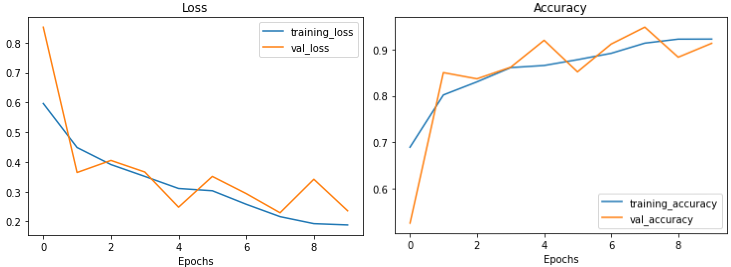 Loss
training_loss
val_loss
0.8
0.7
0.6
0.5
0.4
0.3
0.2
0 2 4 6 8
Epochs
Accuracy
0.9
0.8
0.7
0.6
training_accuracy
val_accuracy
0 2 4 6 8
Epochs